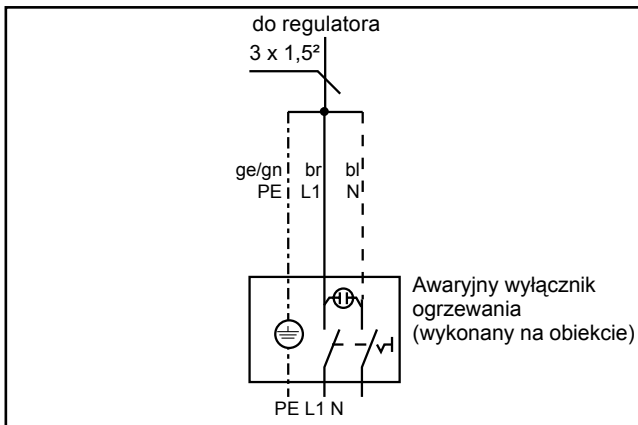 do regulatora
3 x 1,5²
ge/gn br bl
PE L1 N
Awaryjny wyłącznik
ogrzewania
(wykonany na obiekcie)
PE L1 N